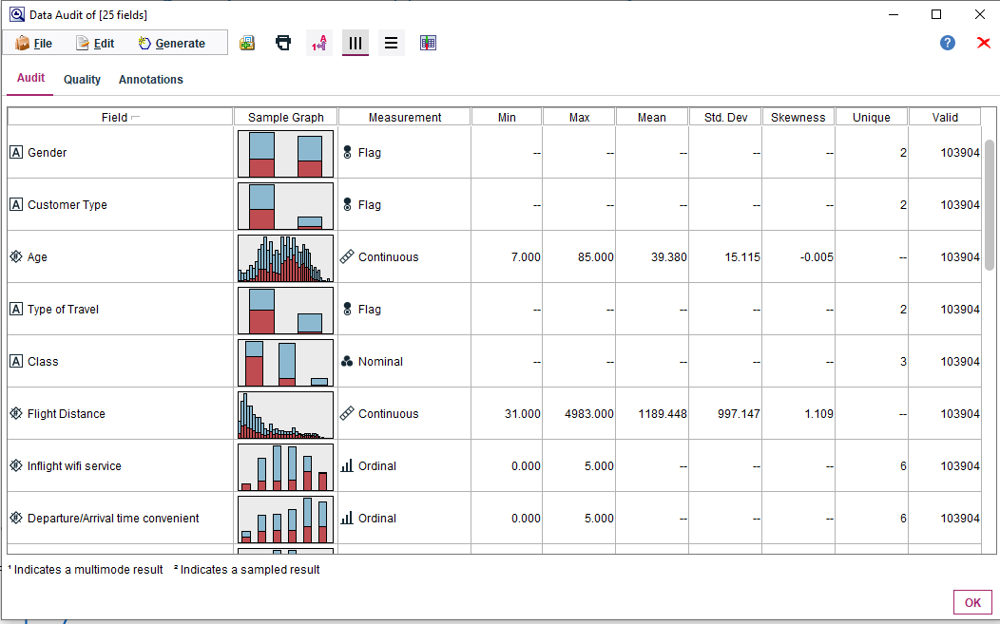 Data Audit of [25 fields]
File Edit Generate
Audit Quality Annotations
Field Sample Graph Measurement Min Max Mean Std. Dev Skewness Unique Valid
A Gender Flag -- -- -- -- -- 2 103904
A Customer Type Flag -- -- -- -- -- 2 103904
Age Continuous 7.000 85.000 39.380 15.115 -0.005 -- 103904
A Type of Travel Flag -- -- -- -- -- 2 103904
A Class Nominal -- -- -- -- -- 3 103904
Flight Distance Continuous 31.000 4983.000 1189.448 997.147 1.109 -- 103904
Inflight wifi service Ordinal 0.000 5.000 -- -- -- 6 103904
Departure/Arrival time convenient Ordinal 0.000 5.000 -- -- -- 6 103904
¹ Indicates a multimode result ² Indicates a sampled result
OK